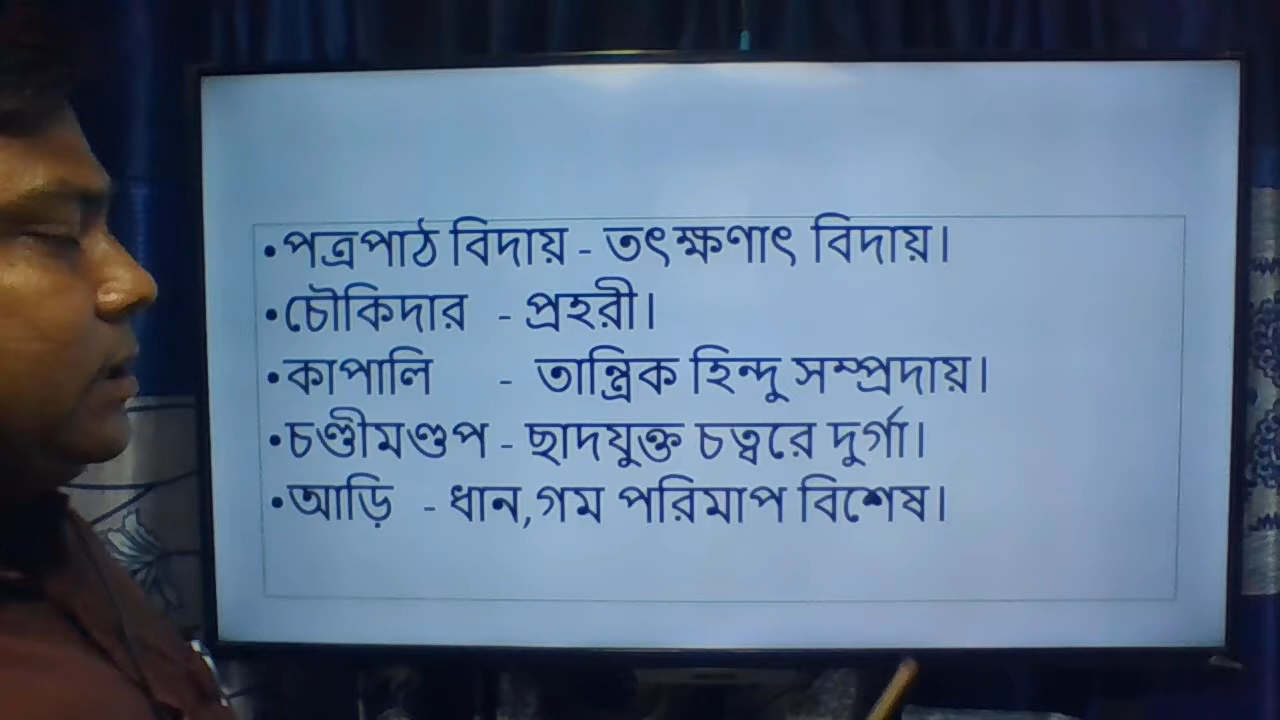 •পত্রপাঠ বিদায় - তৎক্ষণাৎ বিদায়।
•চৌকিদার - প্রহরী।
•কাপালি - তান্ত্রিক হিন্দু সম্প্রদায়।
•চণ্ডীমণ্ডপ - ছাদযুক্ত চত্বরে দুর্গা।
•আড়ি - ধান,গম পরিমাপ বিশেষ।